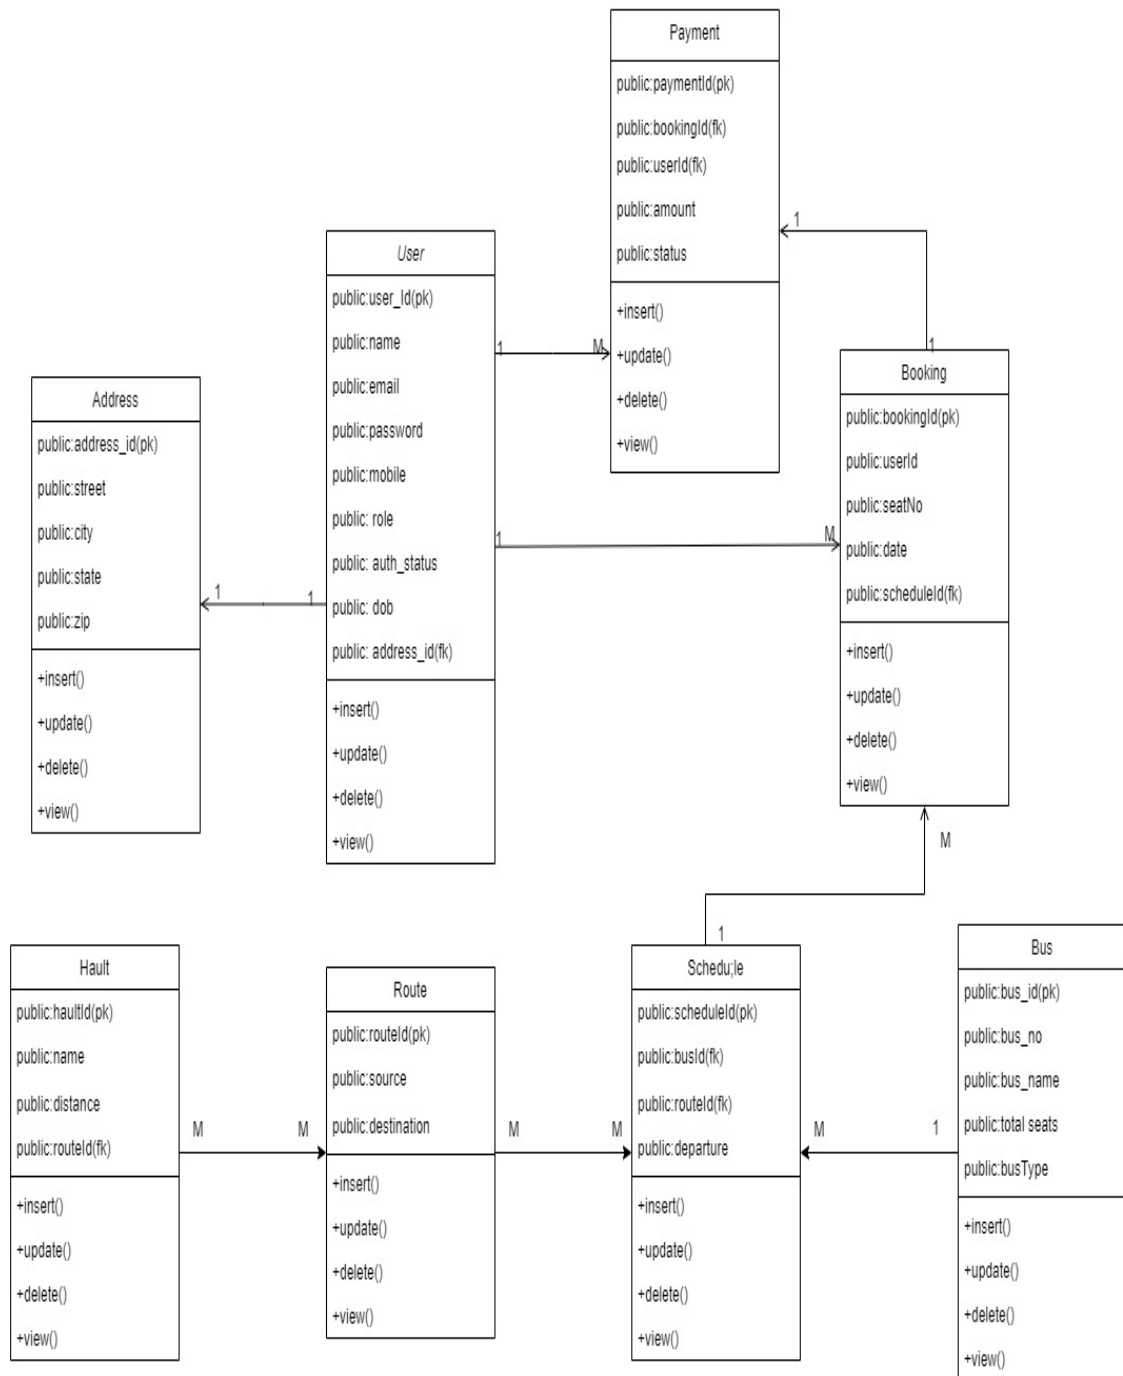 Payment
public:paymentId(pk)
public:bookingId(fk)
public:userId(fk)
public:amount
public:status
+insert()
+update()
+delete()
+view()
1
1
1
M
User
public:user_Id(pk)
public:name
public:email
public:password
public:mobile
public: role
public: auth_status
public: dob
public: address_id(fk)
+insert()
+update()
+delete()
+view()
1
M
1
1
Booking
public:bookingId(pk)
public:userId
public:seatNo
public:date
public:scheduleId(fk)
+insert()
+update()
+delete()
+view()
M
1
Address
public:address_id(pk)
public:street
public:city
public:state
public:zip
+insert()
+update()
+delete()
+view()
Hault
public:haultId(pk)
public:name
public:distance
public:routeId(fk)
+insert()
+update()
+delete()
+view()
M
M
Route
public:routeId(pk)
public:source
public:destination
+insert()
+update()
+delete()
+view()
M
M
Schedu;le
public:scheduleId(pk)
public:busId(fk)
public:routeId(fk)
public:departure
+insert()
+update()
+delete()
+view()
M
1
Bus
public:bus_id(pk)
public:bus_no
public:bus_name
public:total seats
public:busType
+insert()
+update()
+delete()
+view()